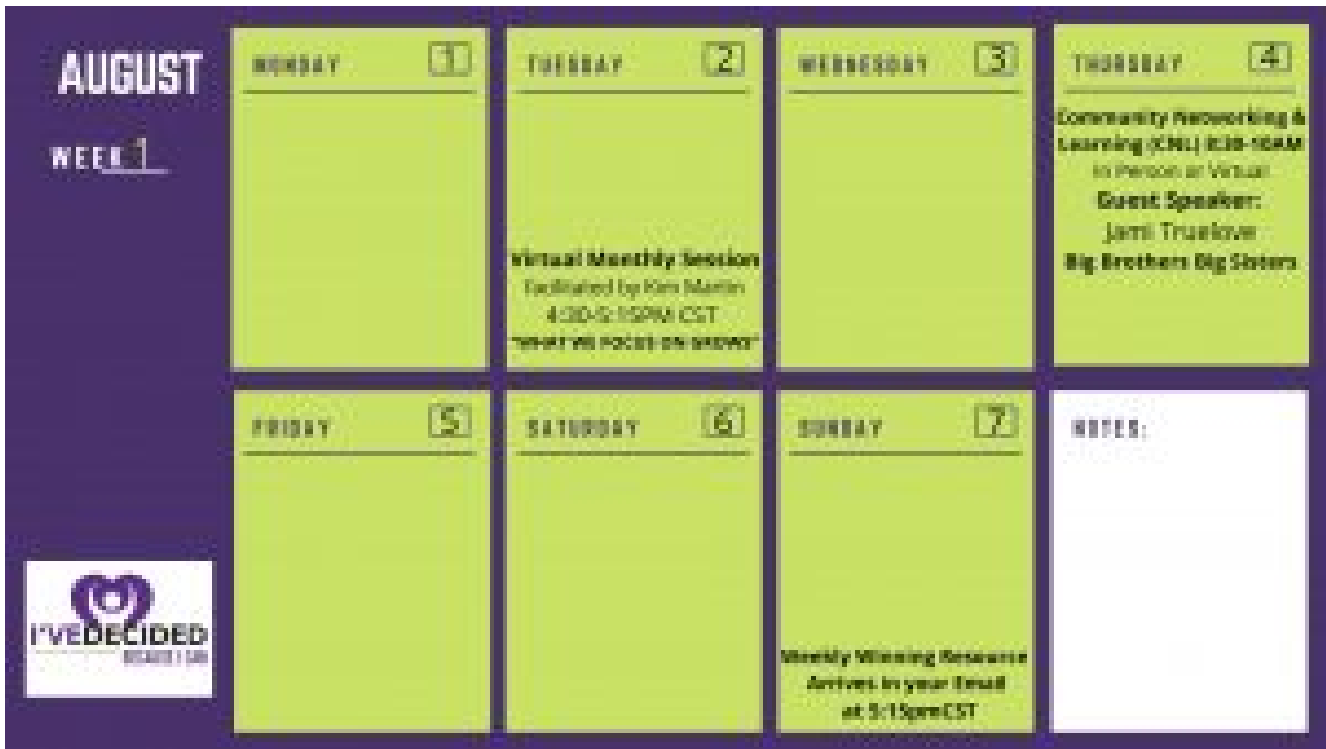 AUGUST
WEEK 1
MONDAY 1
TUESDAY 2
Virtual Monthly Session
facilitated by Kim Martin
4:30-5:15PM CST
"WHAT WE FOCUS ON GROWS"
WEDNESDAY 3
THURSDAY 4
Community Networking &
Learning (CNL) 8:30-10AM
In Person or Virtual
Guest Speaker:
Jami Truelove
Big Brothers Big Sisters
FRIDAY 5
SATURDAY 6
SUNDAY 7
Weekly Winning Resource
Arrives in your Email
at 5:15pmCST
NOTES:
I'VEDECIDED
BECAUSE I CAN